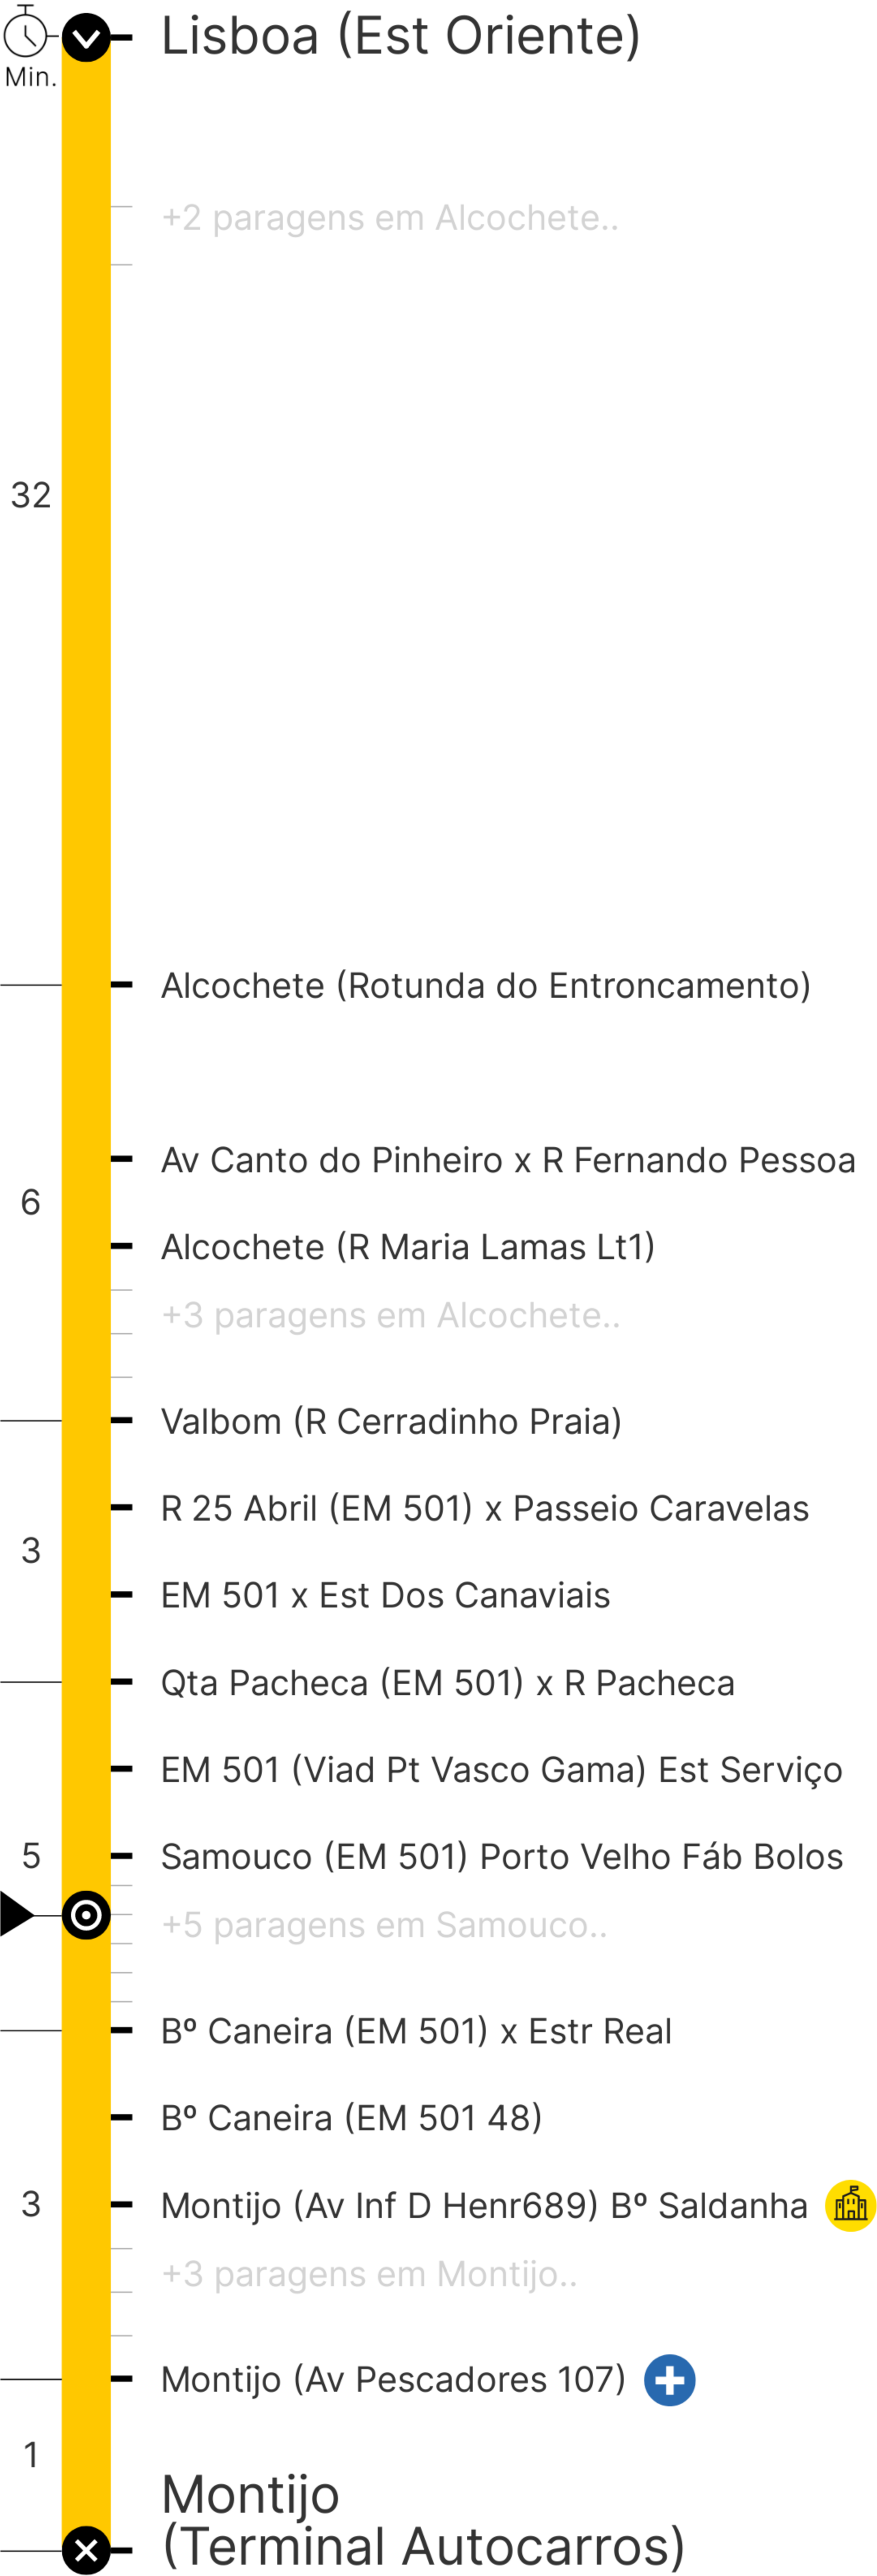 Lisboa (Est Oriente)
Min.
+2 paragens em Alcochete..
32
Alcochete (Rotunda do Entroncamento)
Av Canto do Pinheiro x R Fernando Pessoa
6
Alcochete (R Maria Lamas Lt1)
+3 paragens em Alcochete..
Valbom (R Cerradinho Praia)
R 25 Abril (EM 501) x Passeio Caravelas
3
EM 501 x Est Dos Canaviais
Qta Pacheca (EM 501) x R Pacheca
EM 501 (Viad Pt Vasco Gama) Est Serviço
5
Samouco (EM 501) Porto Velho Fáb Bolos
+5 paragens em Samouco..
Bº Caneira (EM 501) x Estr Real
Bº Caneira (EM 501 48)
3
Montijo (Av Inf D Henr689) Bº Saldanha
+3 paragens em Montijo..
Montijo (Av Pescadores 107)
1
Montijo
(Terminal Autocarros)